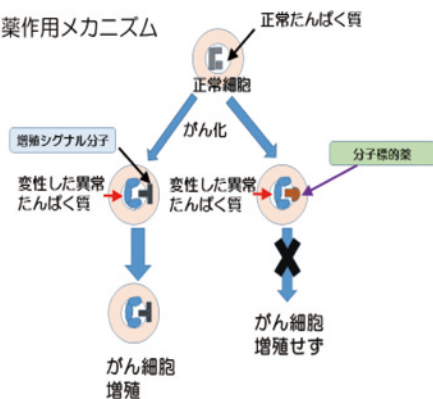 薬作用メカニズム
正常たんぱく質
正常細胞
がん化
増殖シグナル分子
分子標的薬
変性した異常
たんぱく質
変性した異常
たんぱく質
がん細胞
増殖せず
がん細胞
増殖